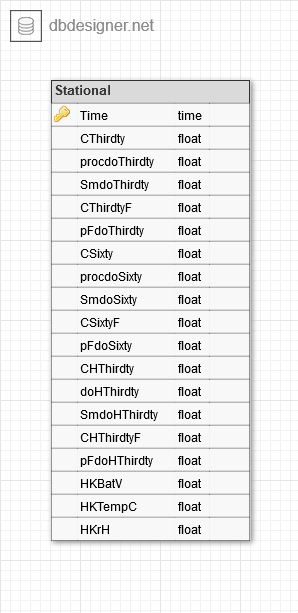 dbdesigner.net
Stational
Time time
CThirdty float
procdoThirdty float
SmdoThirdty float
CThirdtyF float
pFdoThirdty float
CSixty float
procdoSixty float
SmdoSixty float
CSixtyF float
pFdoSixty float
CHThirdty float
doHThirdty float
SmdoHThirdty float
CHThirdtyF float
pFdoHThirdty float
HKBatV float
HKTempC float
HKrH float